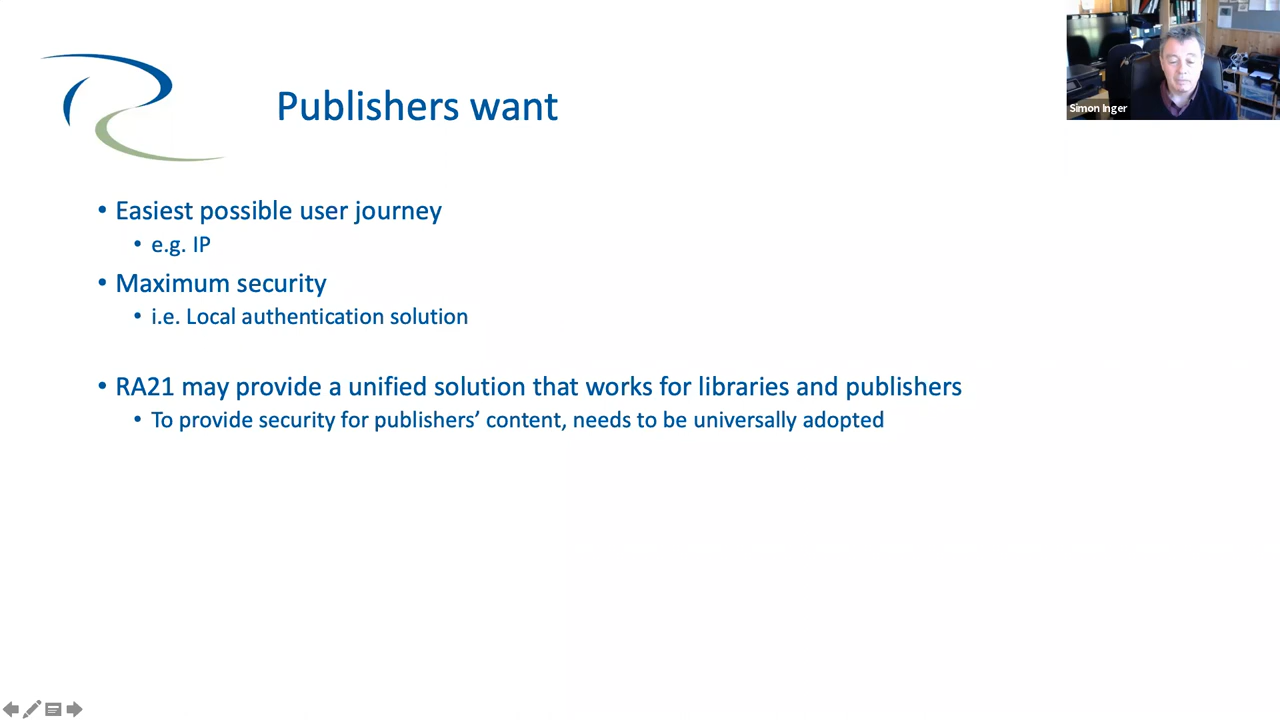 Publishers want
Simon Inger
• Easiest possible user journey
• e.g. IP
• Maximum security
• i.e. Local authentication solution
• RA21 may provide a unified solution that works for libraries and publishers
• To provide security for publishers’ content, needs to be universally adopted